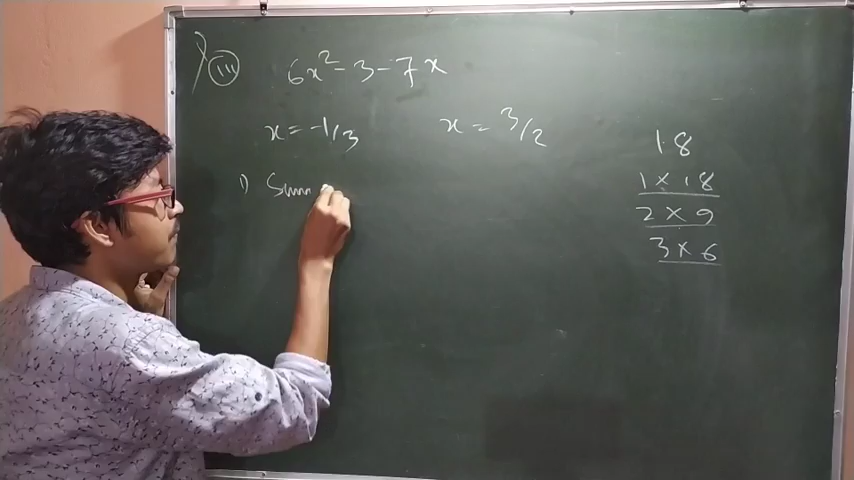 (iii) 6x² - 3 - 7x
x = -1/3 x = 3/2
1) Sum
18
1 x 18
2 x 9
3 x 6